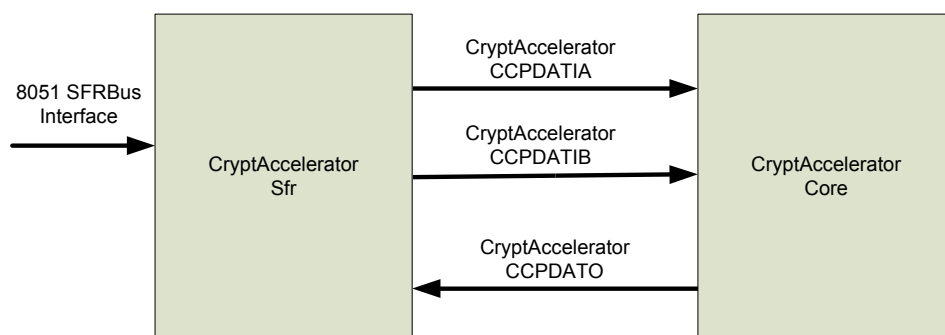 8051 SFRBus
Interface
CryptAccelerator
Sfr
CryptAccelerator
CCPDATIA
CryptAccelerator
CCPDATIB
CryptAccelerator
CCPDATO
CryptAccelerator
Core